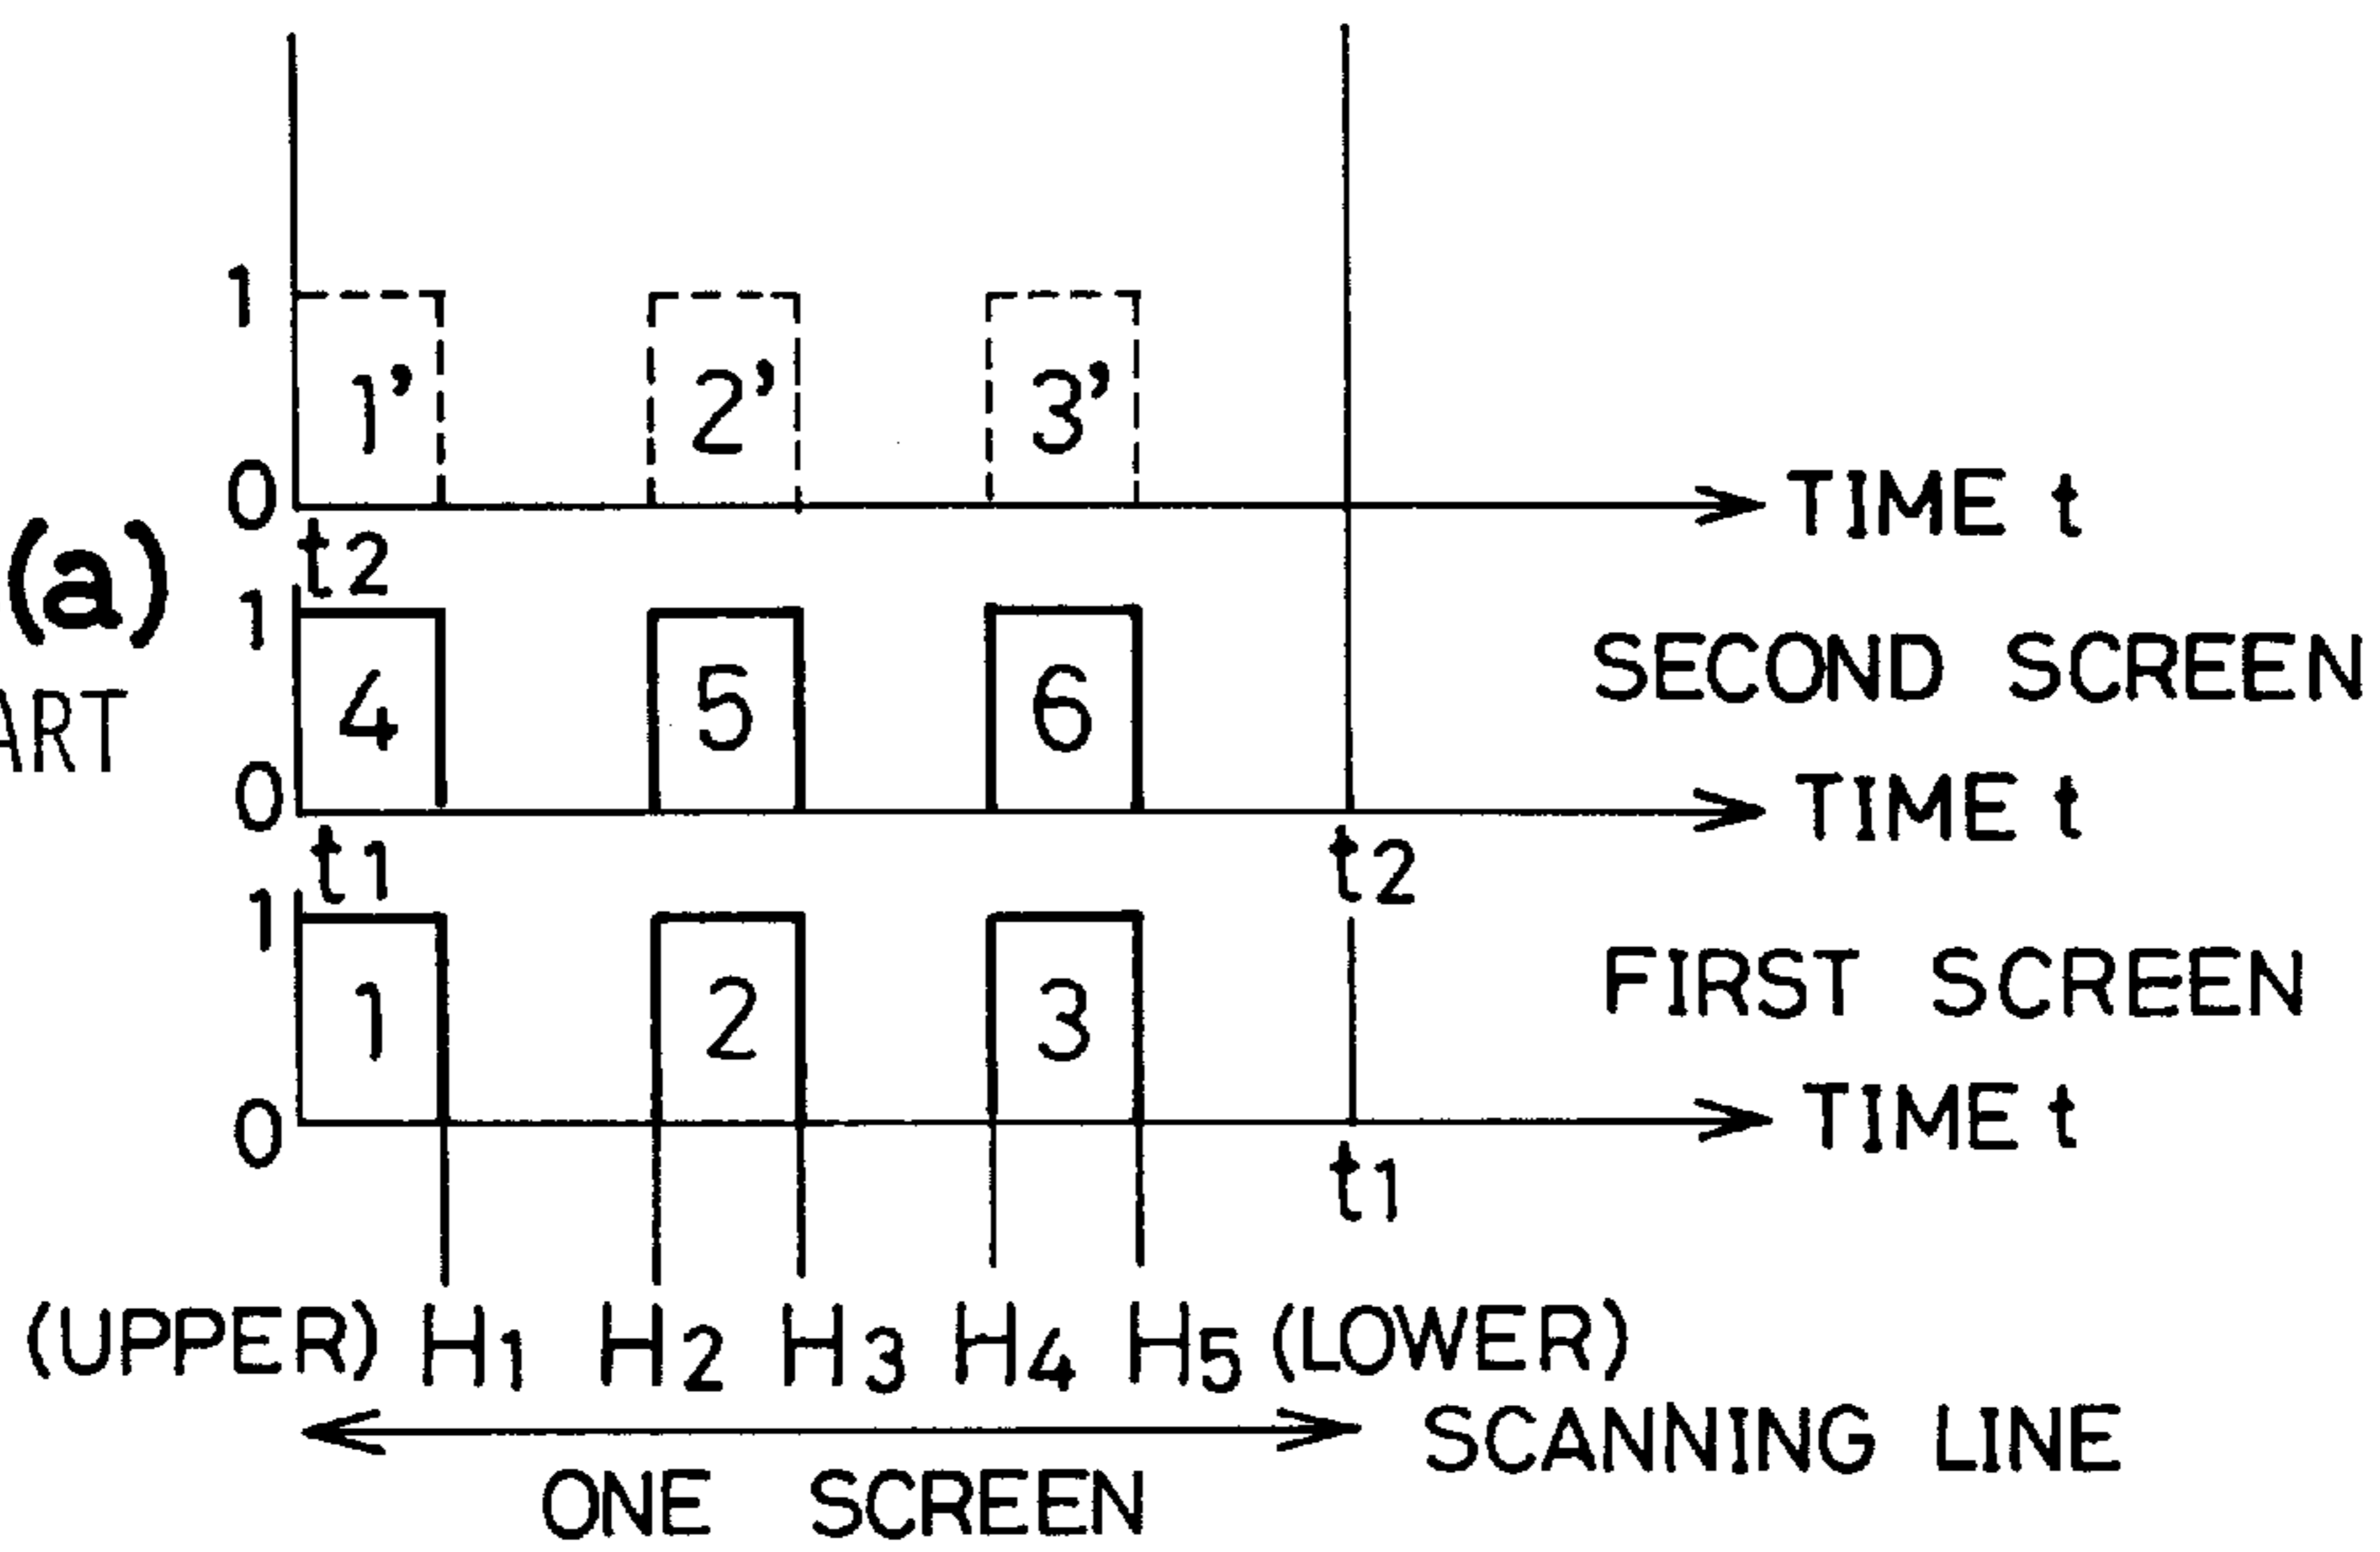 1
1' 2' 3'
0 TIME t
t2
(a)
1 SECOND SCREEN
4 5 6
ART
0 TIME t
t1 t2
1 FIRST SCREEN
1 2 3
0 TIME t
t1
(UPPER) H1 H2 H3 H4 H5 (LOWER)
SCANNING LINE
ONE SCREEN